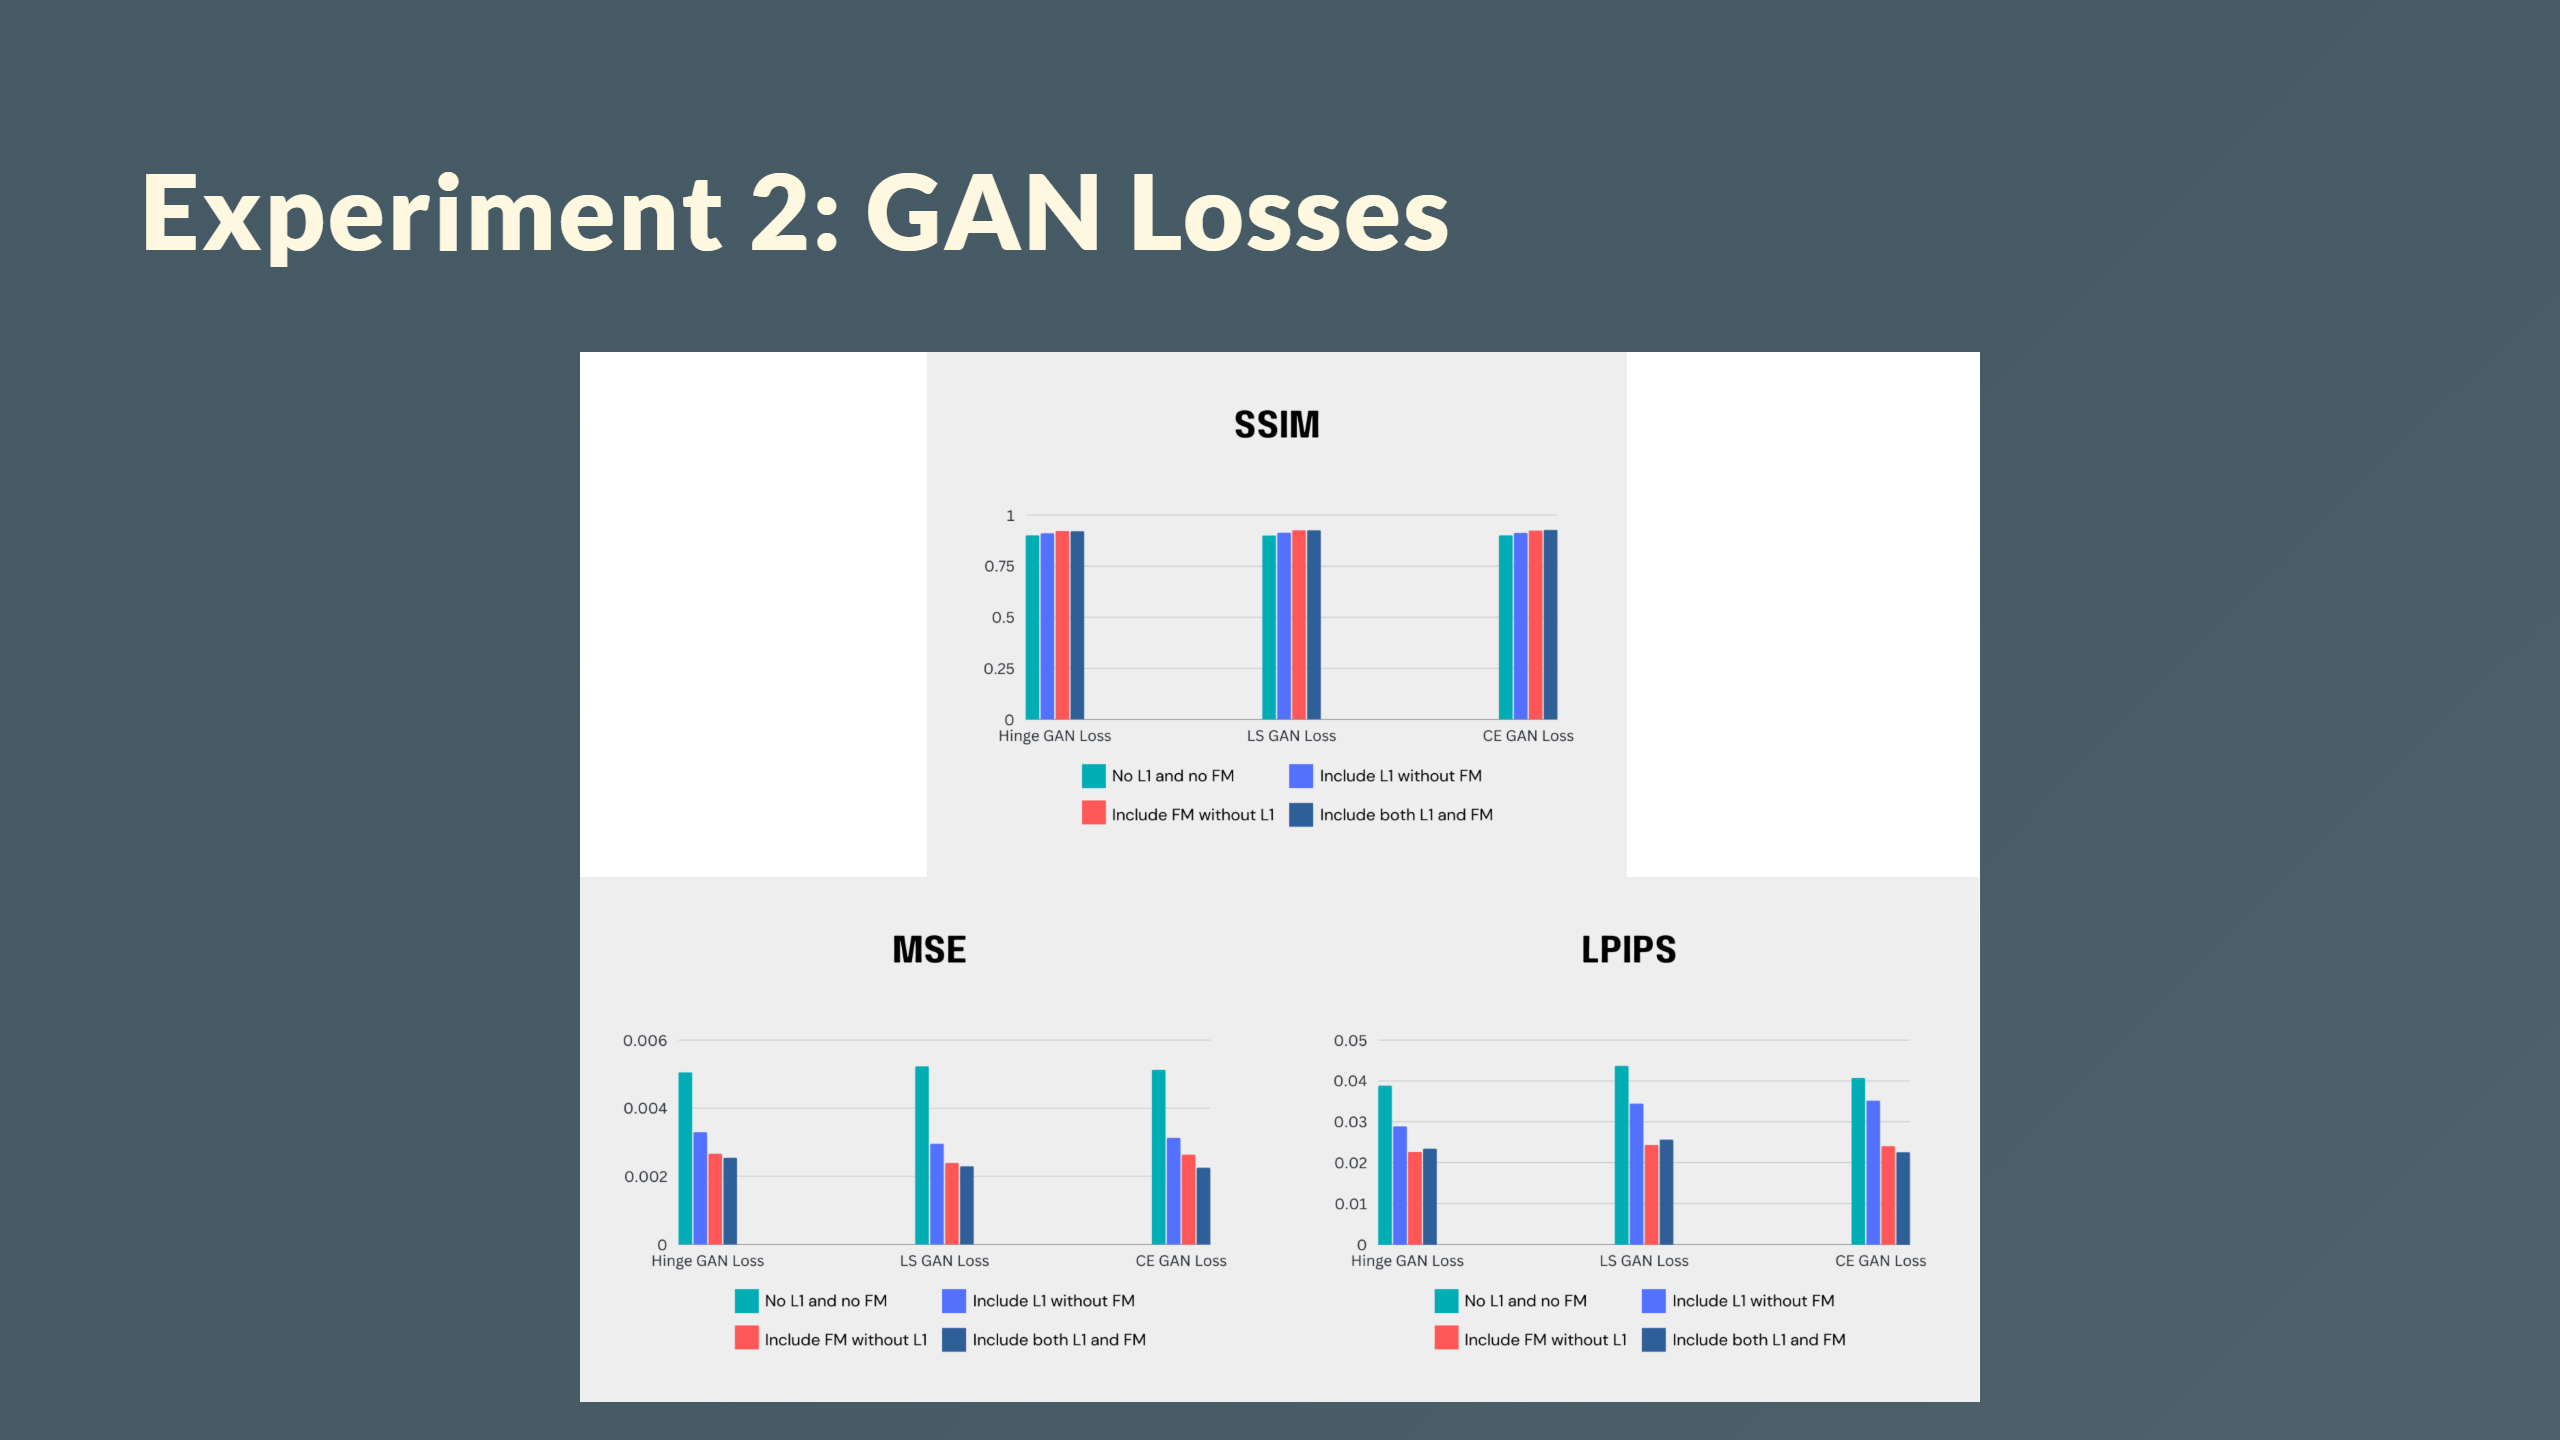 Experiment 2: GAN Losses
SSIM
1
0.75
0.5
0.25
0
Hinge GAN Loss LS GAN Loss CE GAN Loss
No L1 and no FM Include L1 without FM
Include FM without L1 Include both L1 and FM
MSE
0.006
0.004
0.002
0
Hinge GAN Loss LS GAN Loss CE GAN Loss
No L1 and no FM Include L1 without FM
Include FM without L1 Include both L1 and FM
LPIPS
0.05
0.04
0.03
0.02
0.01
0
Hinge GAN Loss LS GAN Loss CE GAN Loss
No L1 and no FM Include L1 without FM
Include FM without L1 Include both L1 and FM